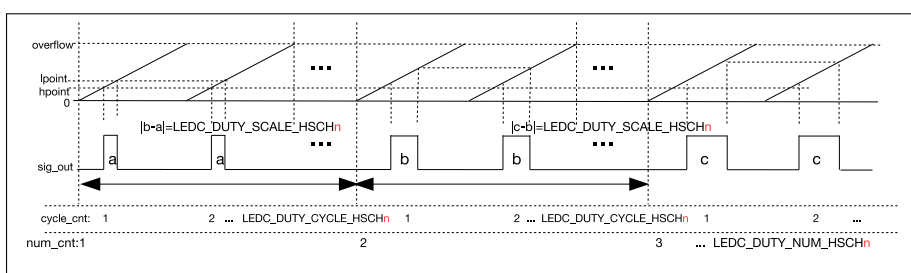 overflow
lpoint
hpoint
0
|b-a|=LEDC_DUTY_SCALE_HSCHn |c-b|=LEDC_DUTY_SCALE_HSCHn
sig_out a a b b c c
cycle_cnt: 1 2 ... LEDC_DUTY_CYCLE_HSCHn 1 2 ... LEDC_DUTY_CYCLE_HSCHn 1 2 ...
num_cnt:1 2 3 ... LEDC_DUTY_NUM_HSCHn